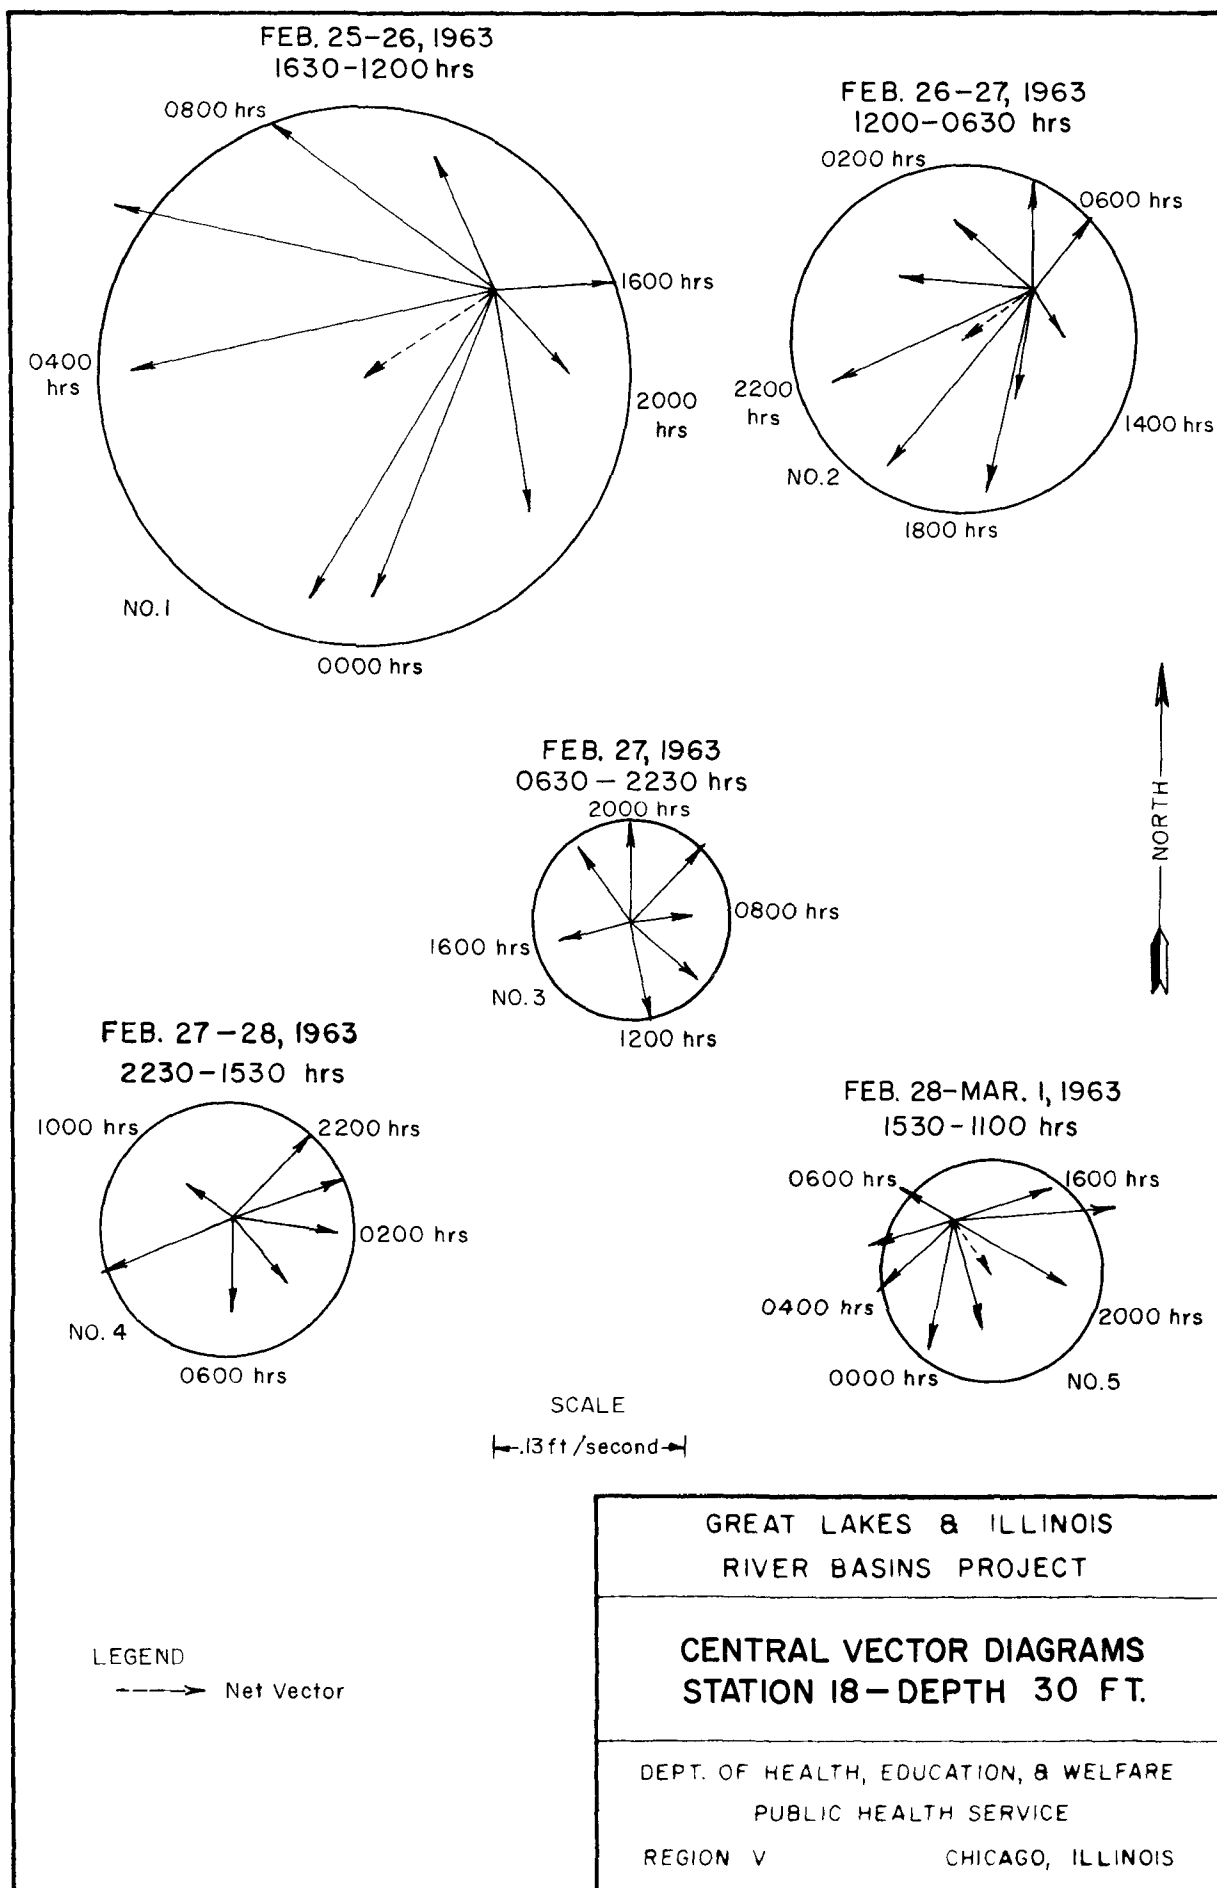 FEB. 25-26, 1963
1630-1200 hrs
0800 hrs
1600 hrs
0400
hrs
2000
hrs
NO.1
0000 hrs
FEB. 26-27, 1963
1200-0630 hrs
0200 hrs
0600 hrs
2200
hrs
1400 hrs
NO.2
1800 hrs
NORTH
FEB. 27, 1963
0630 - 2230 hrs
2000 hrs
0800 hrs
1600 hrs
NO.3
1200 hrs
FEB. 27-28, 1963
2230-1530 hrs
1000 hrs
2200 hrs
0200 hrs
NO. 4
0600 hrs
FEB. 28-MAR. 1, 1963
1530-1100 hrs
0600 hrs
1600 hrs
0400 hrs
2000 hrs
0000 hrs
NO.5
SCALE
.13 ft/second
LEGEND
Net Vector
GREAT LAKES & ILLINOIS
RIVER BASINS PROJECT
CENTRAL VECTOR DIAGRAMS
STATION 18-DEPTH 30 FT.
DEPT. OF HEALTH, EDUCATION, & WELFARE
PUBLIC HEALTH SERVICE
REGION V CHICAGO, ILLINOIS